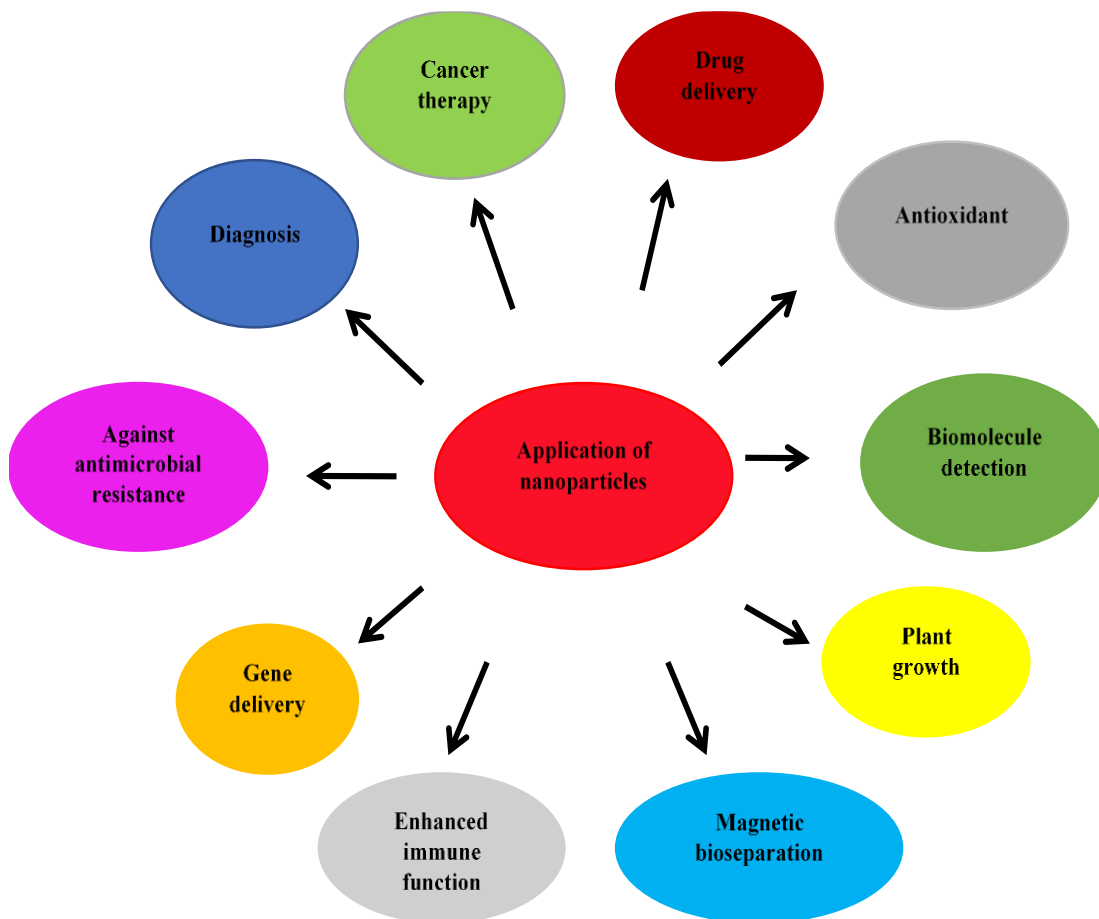 Cancer
therapy
Drug
delivery
Diagnosis
Antioxidant
Against
antimicrobial
resistance
Application of
nanoparticles
Biomolecule
detection
Gene
delivery
Plant
growth
Enhanced
immune
function
Magnetic
bioseparation